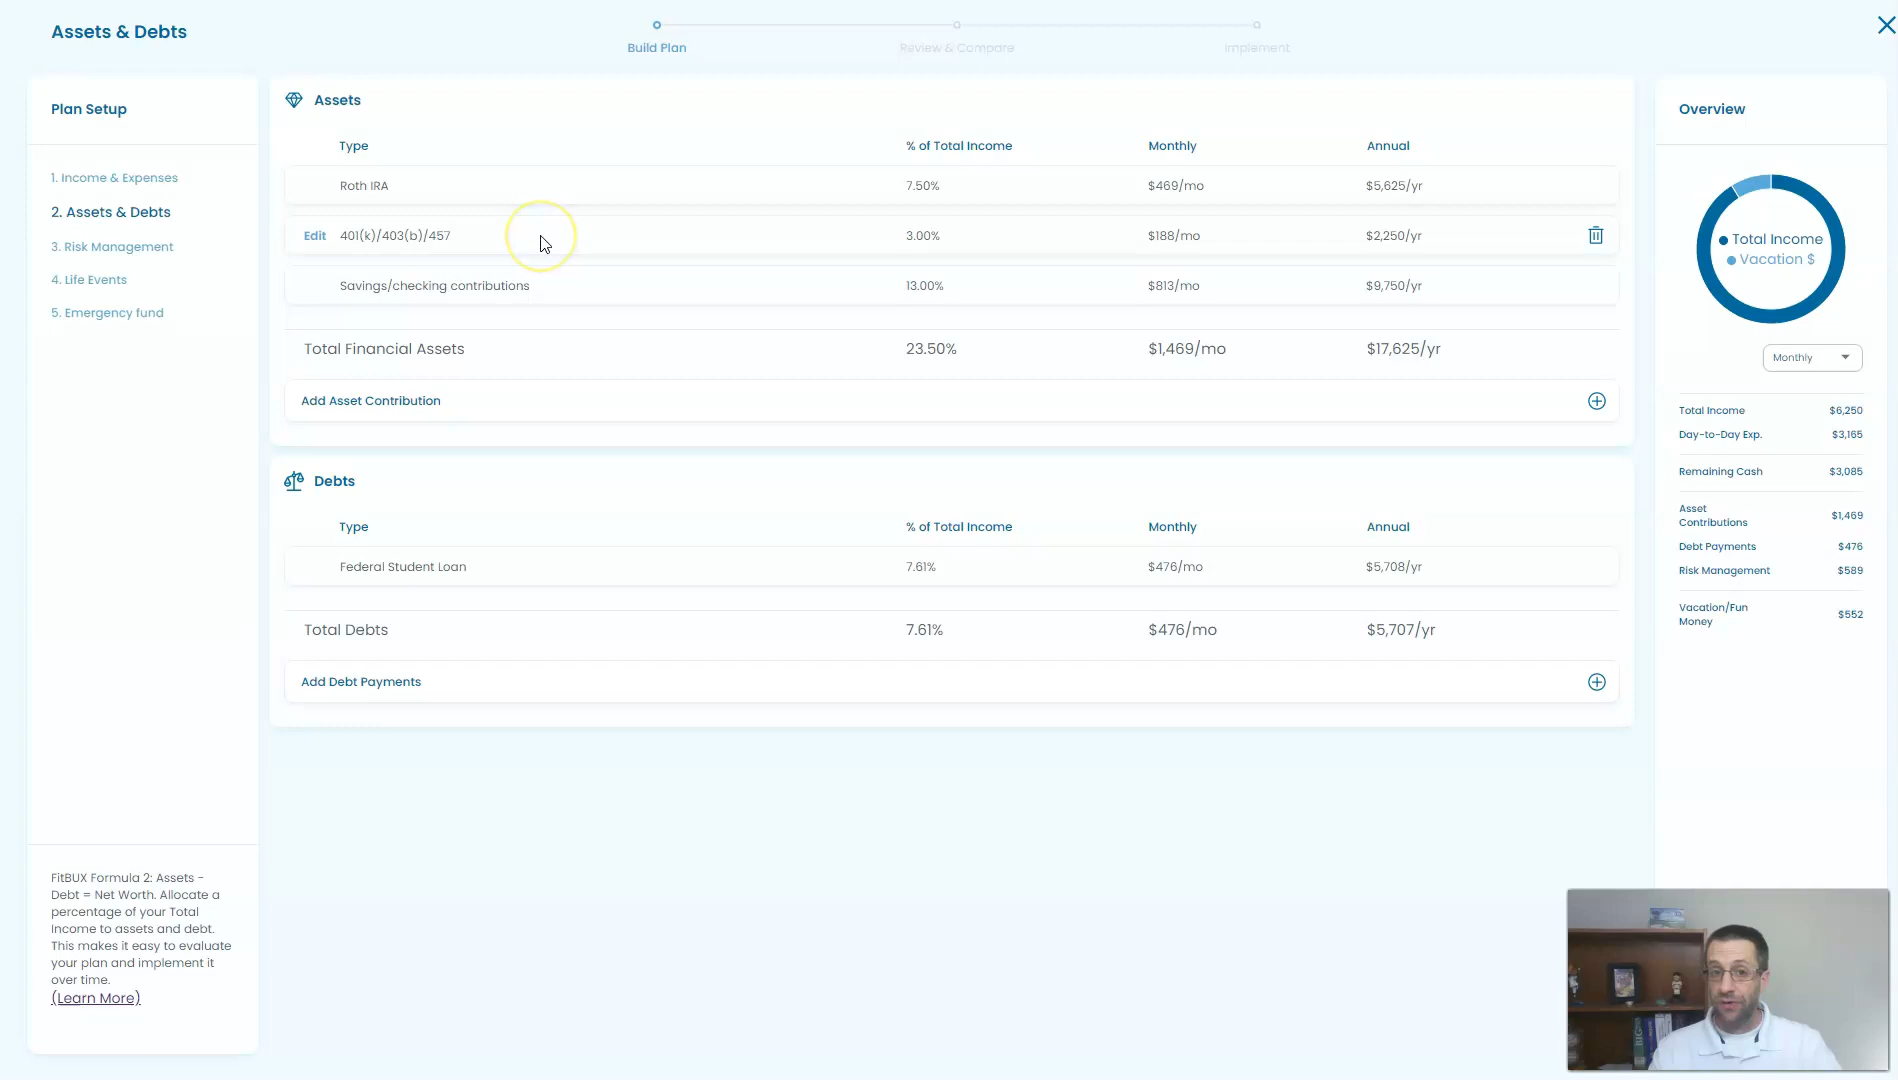 Assets & Debts
Build Plan
Review & Compare
Implement
Plan Setup
1. Income & Expenses
2. Assets & Debts
3. Risk Management
4. Life Events
5. Emergency fund
FitBUX Formula 2: Assets -
Debt = Net Worth. Allocate a
percentage of your Total
Income to assets and debt.
This makes it easy to evaluate
your plan and implement it
over time.
(Learn More)
Assets
Type % of Total Income Monthly Annual
Roth IRA 7.50% $469/mo $5,625/yr
Edit 401(k)/403(b)/457 3.00% $188/mo $2,250/yr
Savings/checking contributions 13.00% $813/mo $9,750/yr
Total Financial Assets 23.50% $1,469/mo $17,625/yr
Add Asset Contribution
Debts
Type % of Total Income Monthly Annual
Federal Student Loan 7.61% $476/mo $5,708/yr
Total Debts 7.61% $476/mo $5,707/yr
Add Debt Payments
Overview
Total Income
Vacation $
Monthly
Total Income $6,250
Day-to-Day Exp. $3,165
Remaining Cash $3,085
Asset
Contributions $1,469
Debt Payments $476
Risk Management $589
Vacation/Fun
Money $552